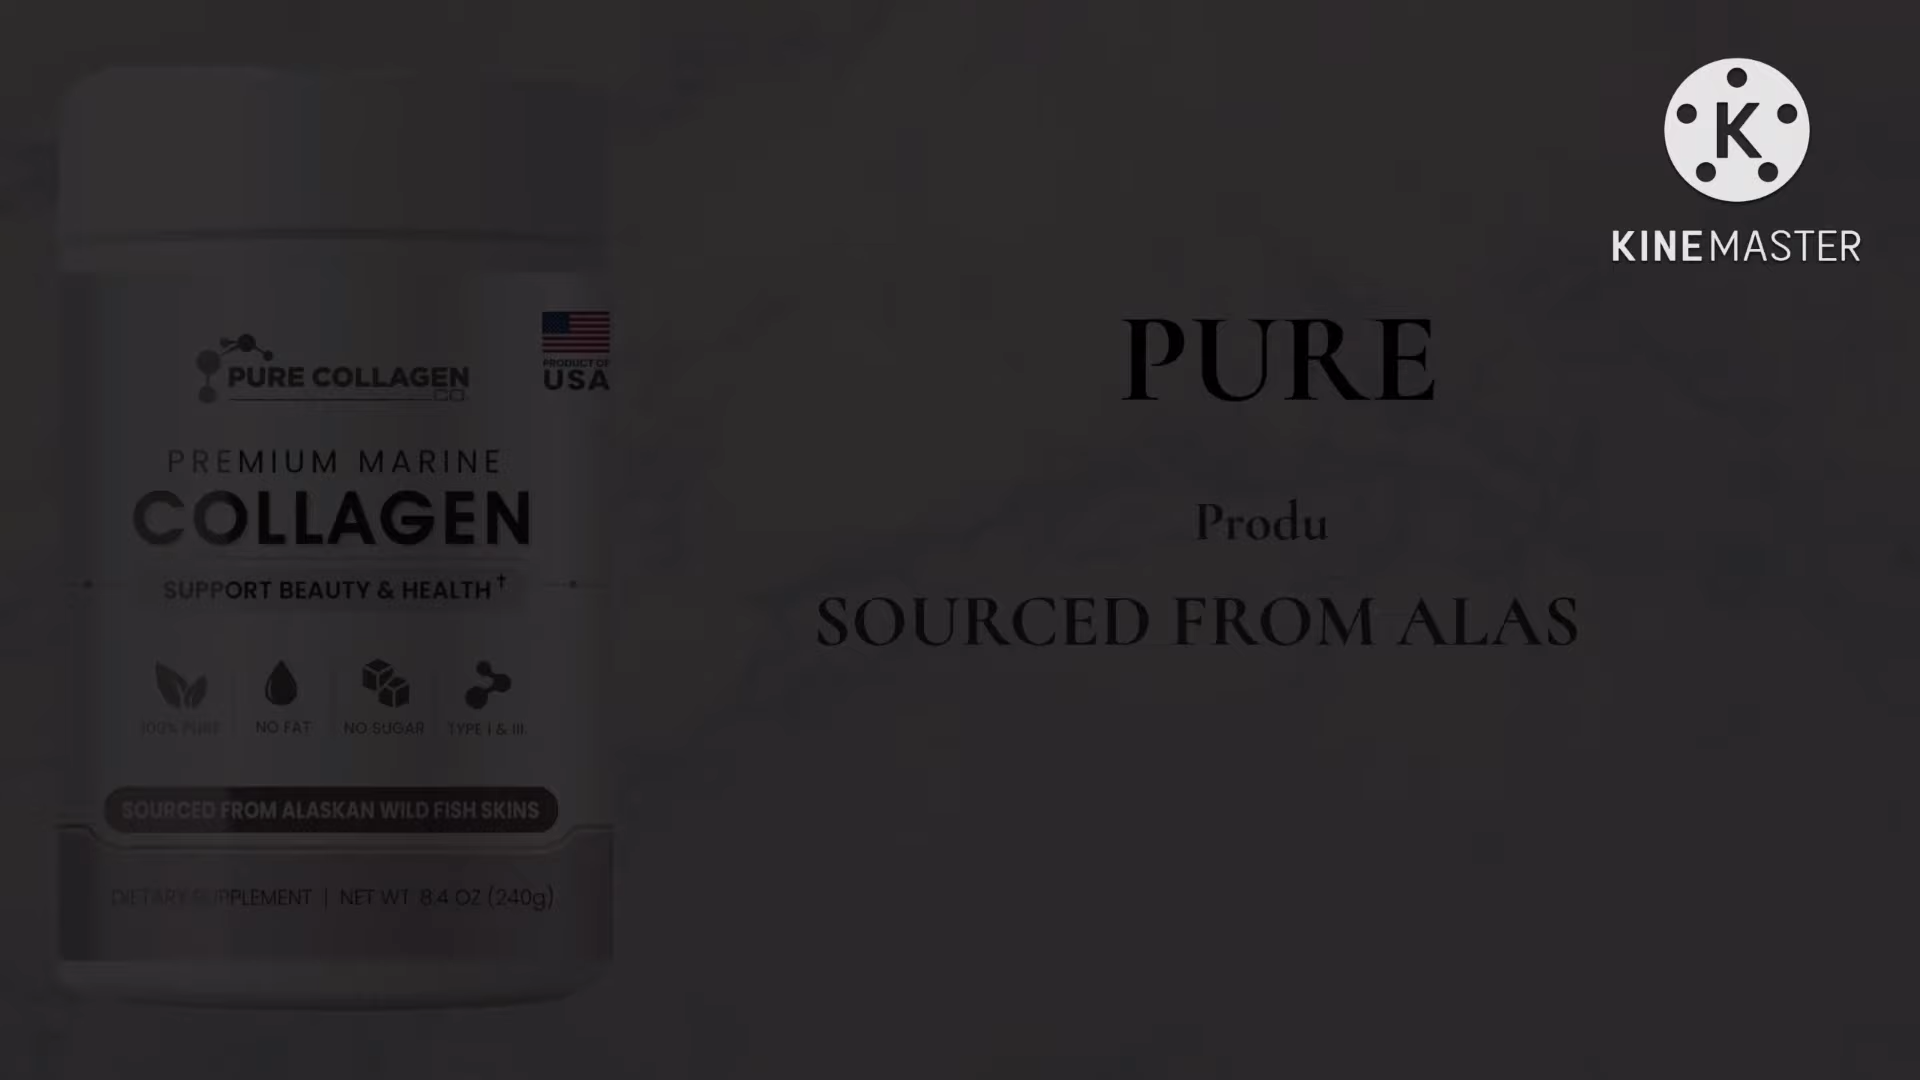 K
KINEMASTER
PURE COLLAGEN
CO.
PRODUCT OF
USA
PREMIUM MARINE
COLLAGEN
SUPPORT BEAUTY & HEALTH†
100% PURE
NO FAT
NO SUGAR
TYPE I & III
SOURCED FROM ALASKAN WILD FISH SKINS
DIETARY SUPPLEMENT | NET WT 8.4 OZ (240g)
PURE
Produ
SOURCED FROM ALAS